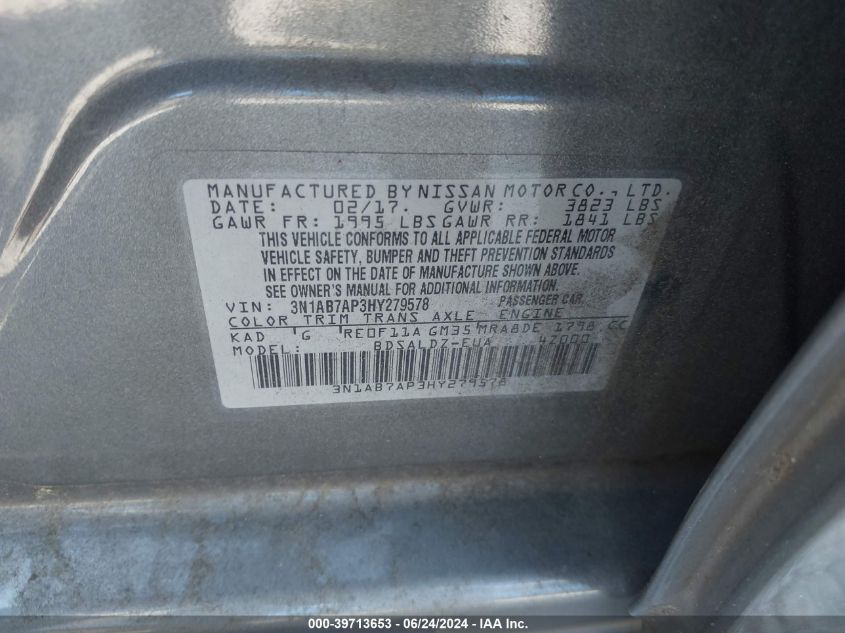 MANUFACTURED BY NISSAN MOTOR CO., LTD.
DATE: 02/17. GVWR: 3823 LBS
GAWR FR: 1995 LBS GAWR RR: 1841 LBS
THIS VEHICLE CONFORMS TO ALL APPLICABLE FEDERAL MOTOR
VEHICLE SAFETY, BUMPER AND THEFT PREVENTION STANDARDS
IN EFFECT ON THE DATE OF MANUFACTURE SHOWN ABOVE.
SEE OWNER'S MANUAL FOR ADDITIONAL INFORMATION.
VIN: 3N1AB7AP3HY279578 PASSENGER CAR
COLOR TRIM TRANS AXLE ENGINE
KAD G RE0F11A GM35 MRA8DE 1798 CC
MODEL: BDSALDZ-EUA 4Z000
3N1AB7AP3HY279578
000-39713653 - 06/24/2024 - IAA Inc.